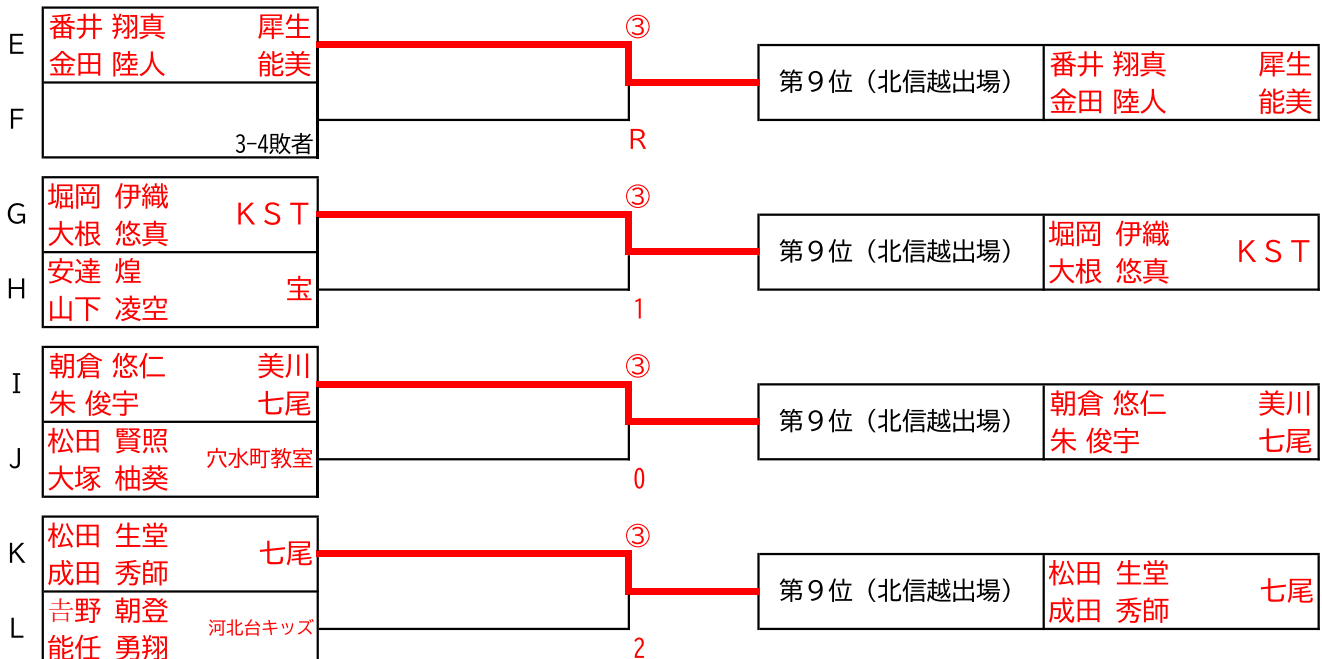 E
番井 翔真 犀生
金田 陸人 能美
③
F
3-4敗者
R
第９位（北信越出場）
番井 翔真 犀生
金田 陸人 能美
G
堀岡 伊織
大根 悠真
ＫＳＴ
③
H
安達 煌
山下 凌空
宝
1
第９位（北信越出場）
堀岡 伊織
大根 悠真
ＫＳＴ
I
朝倉 悠仁 美川
朱 俊宇 七尾
③
J
松田 賢照
大塚 柚葵
穴水町教室
0
第９位（北信越出場）
朝倉 悠仁 美川
朱 俊宇 七尾
K
松田 生堂
成田 秀師
七尾
③
L
𠮷野 朝登
能任 勇翔
河北台キッズ
2
第９位（北信越出場）
松田 生堂
成田 秀師
七尾